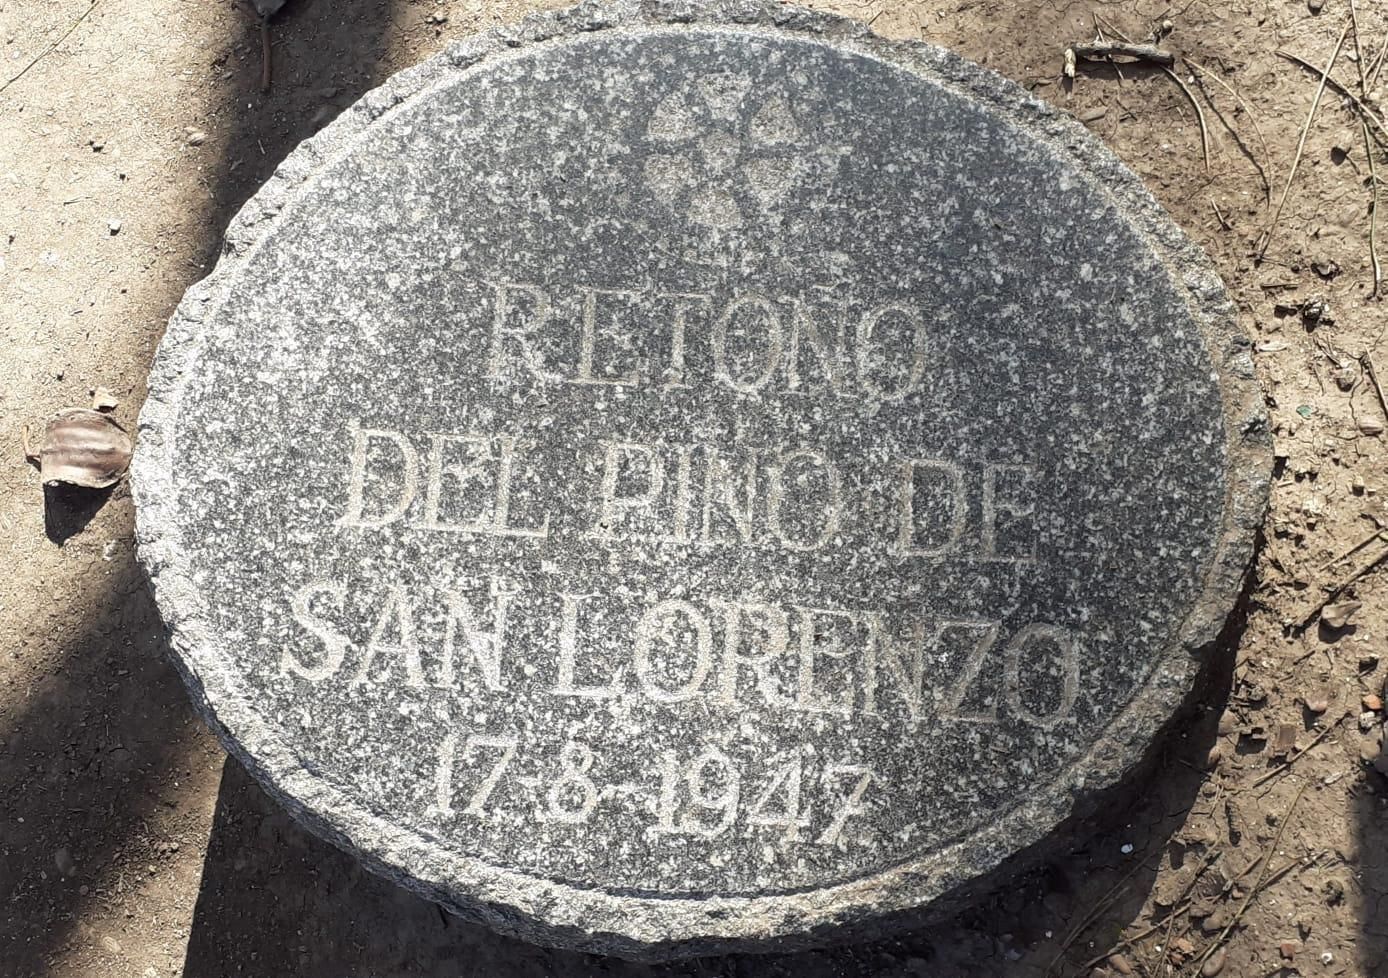 RETOÑO
DEL PINO DE
SAN LORENZO
17-8-1947